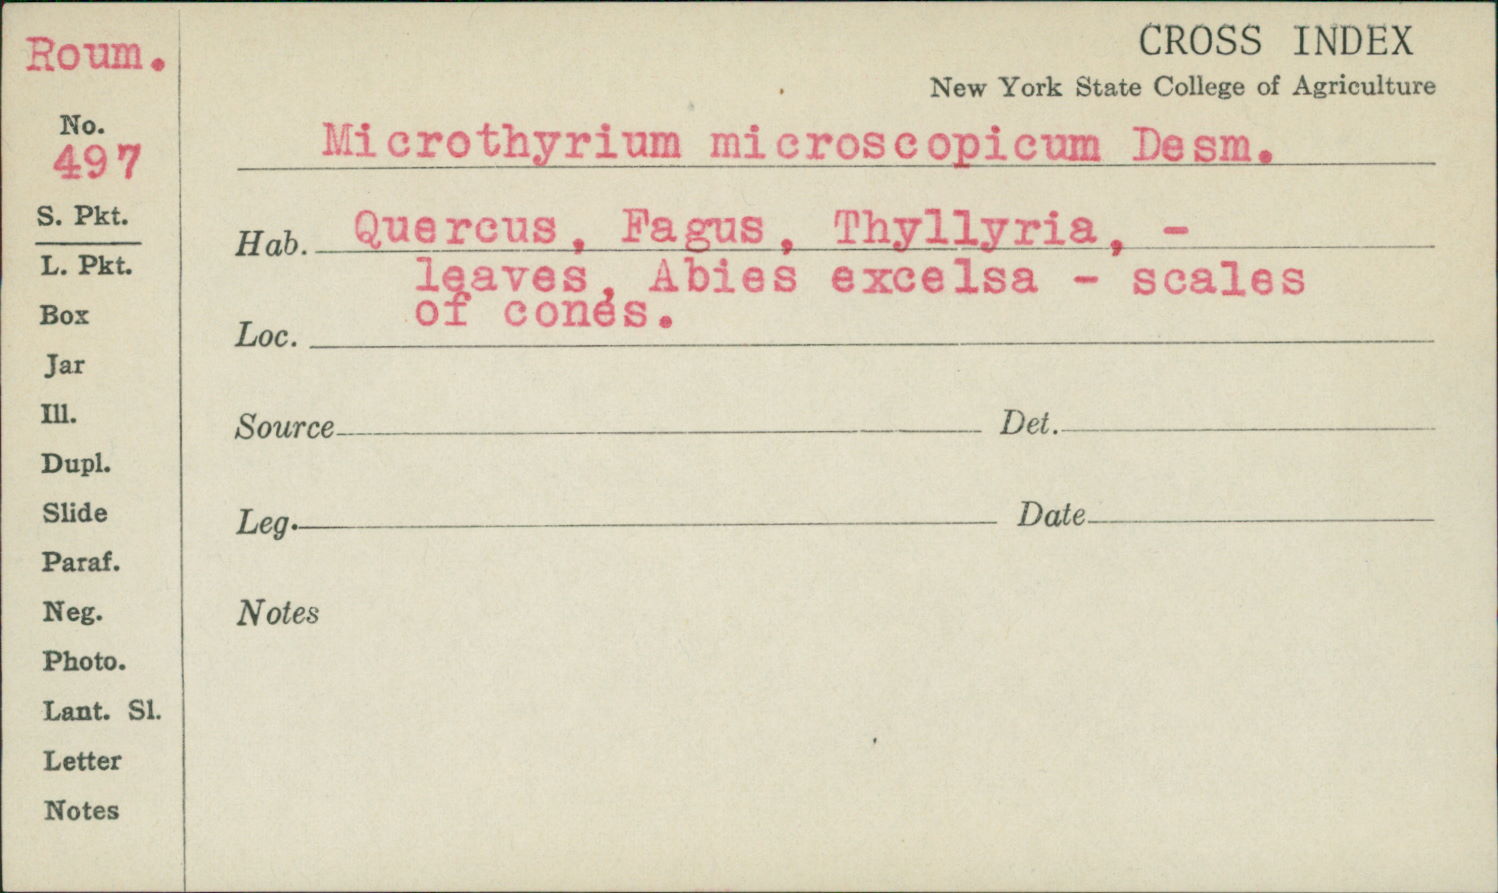 Roum.
No.
497
S. Pkt.
L. Pkt.
Box
Jar
Ill.
Dupl.
Slide
Paraf.
Neg.
Photo.
Lant. Sl.
Letter
Notes
CROSS INDEX
New York State College of Agriculture
Microthyrium microscopicum Desm.
Hab. Quercus, Fagus, Thyllyria, -
leaves, Abies excelsa - scales
of cones.
Loc.
Source Det.
Leg. Date
Notes